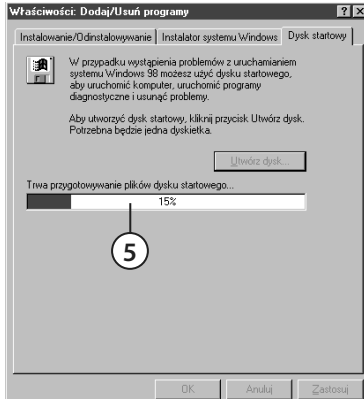 Właściwości: Dodaj/Usuń programy
Instalowanie/Odinstalowywanie Instalator systemu Windows Dysk startowy
W przypadku wystąpienia problemów z uruchamianiem
systemu Windows 98 możesz użyć dysku startowego,
aby uruchomić komputer, uruchomić programy
diagnostyczne i usunąć problemy.
Aby utworzyć dysk startowy, kliknij przycisk Utwórz dysk.
Potrzebna będzie jedna dyskietka.
Utwórz dysk...
Trwa przygotowywanie plików dysku startowego...
15%
5
OK Anuluj Zastosuj